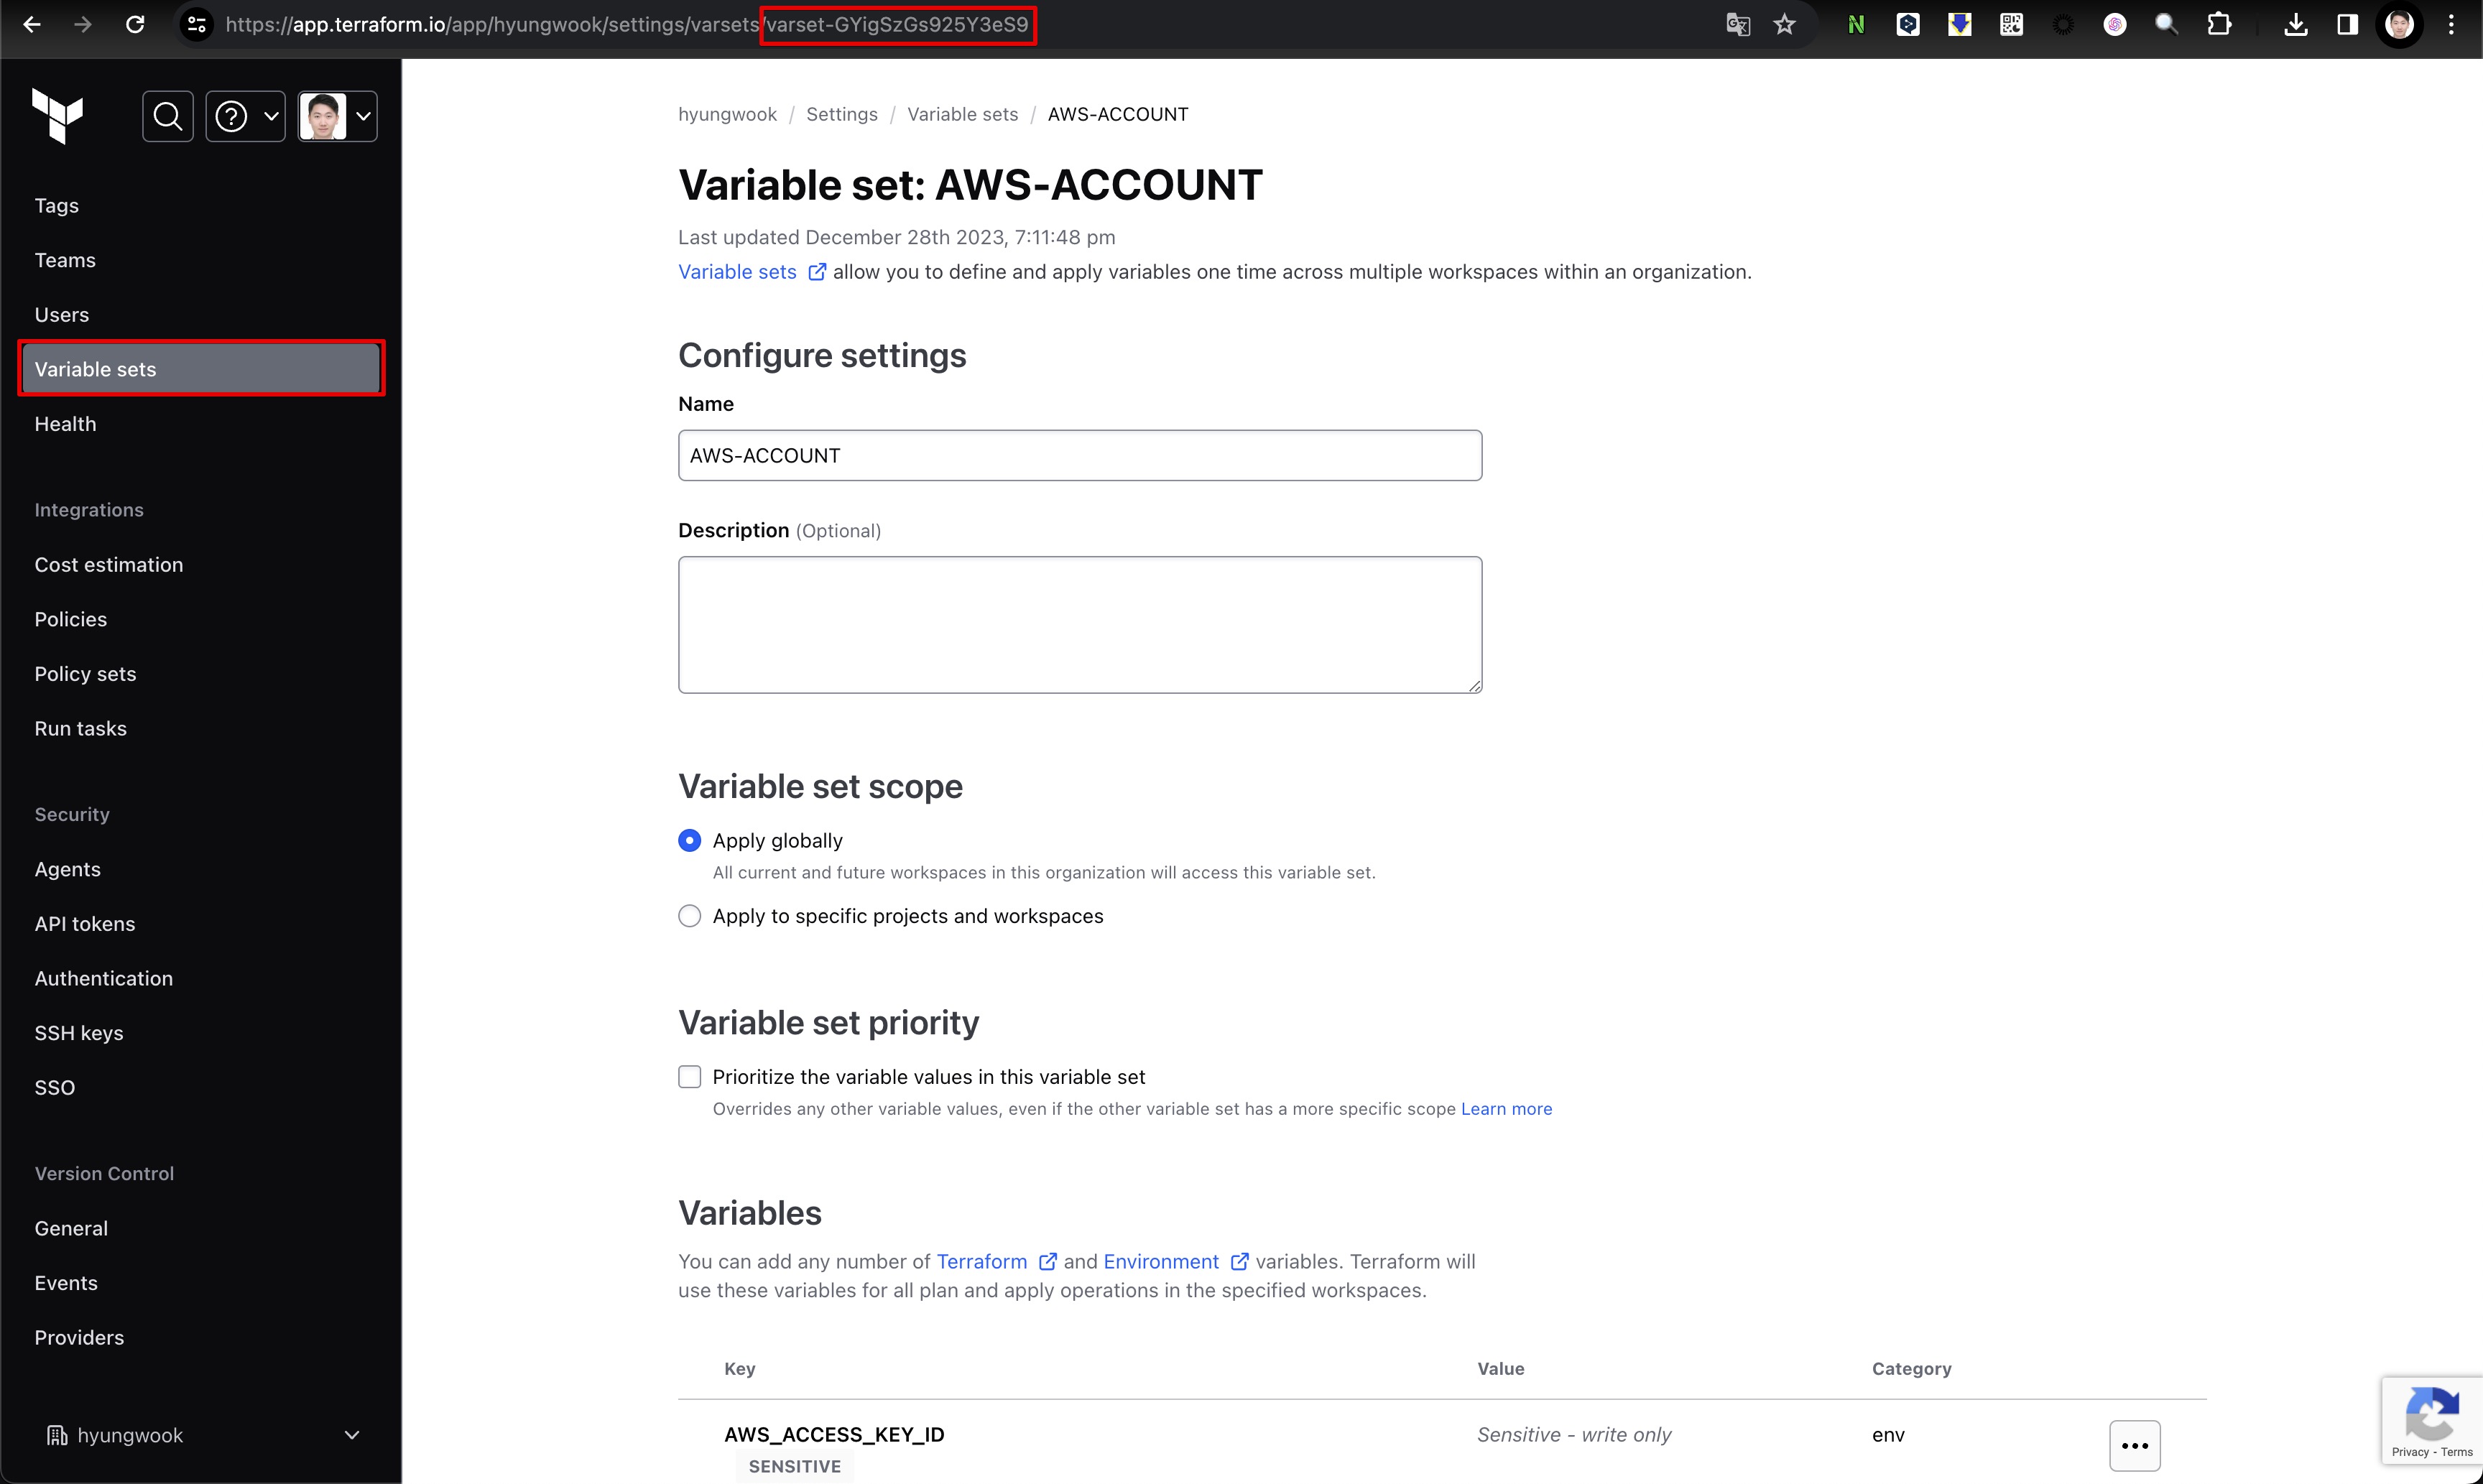 https://app.terraform.io/app/hyungwook/settings/varsets/varset-GYigSzGs925Y3eS9
Tags
Teams
Users
Variable sets
Health
Integrations
Cost estimation
Policies
Policy sets
Run tasks
Security
Agents
API tokens
Authentication
SSH keys
SSO
Version Control
General
Events
Providers
hyungwook
hyungwook / Settings / Variable sets / AWS-ACCOUNT
Variable set: AWS-ACCOUNT
Last updated December 28th 2023, 7:11:48 pm
Variable sets allow you to define and apply variables one time across multiple workspaces within an organization.
Configure settings
Name
AWS-ACCOUNT
Description (Optional)
Variable set scope
Apply globally
All current and future workspaces in this organization will access this variable set.
Apply to specific projects and workspaces
Variable set priority
Prioritize the variable values in this variable set
Overrides any other variable values, even if the other variable set has a more specific scope Learn more
Variables
You can add any number of Terraform and Environment variables. Terraform will
use these variables for all plan and apply operations in the specified workspaces.
Key Value Category
AWS_ACCESS_KEY_ID Sensitive - write only env
SENSITIVE
Privacy - Terms